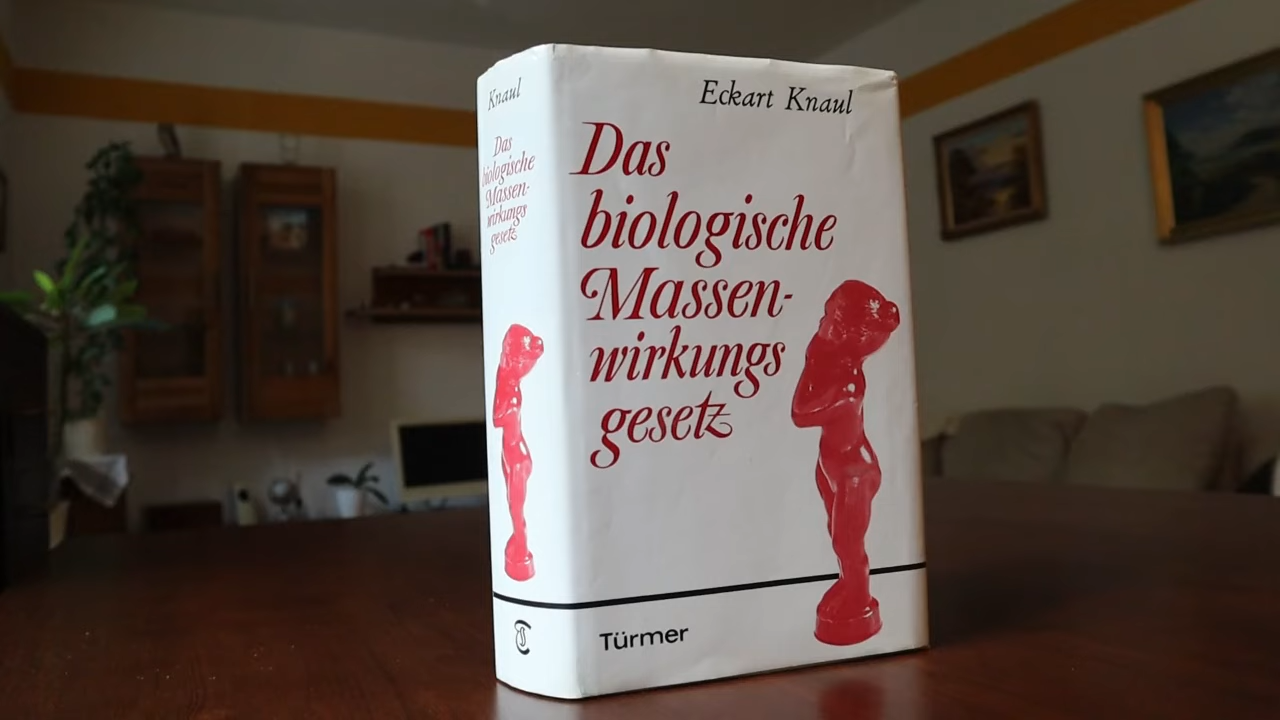 Knaul
Das
biologische
Massen-
wirkungs
gesetz
Eckart Knaul
Das
biologische
Massen-
wirkungs
gesetz
Türmer